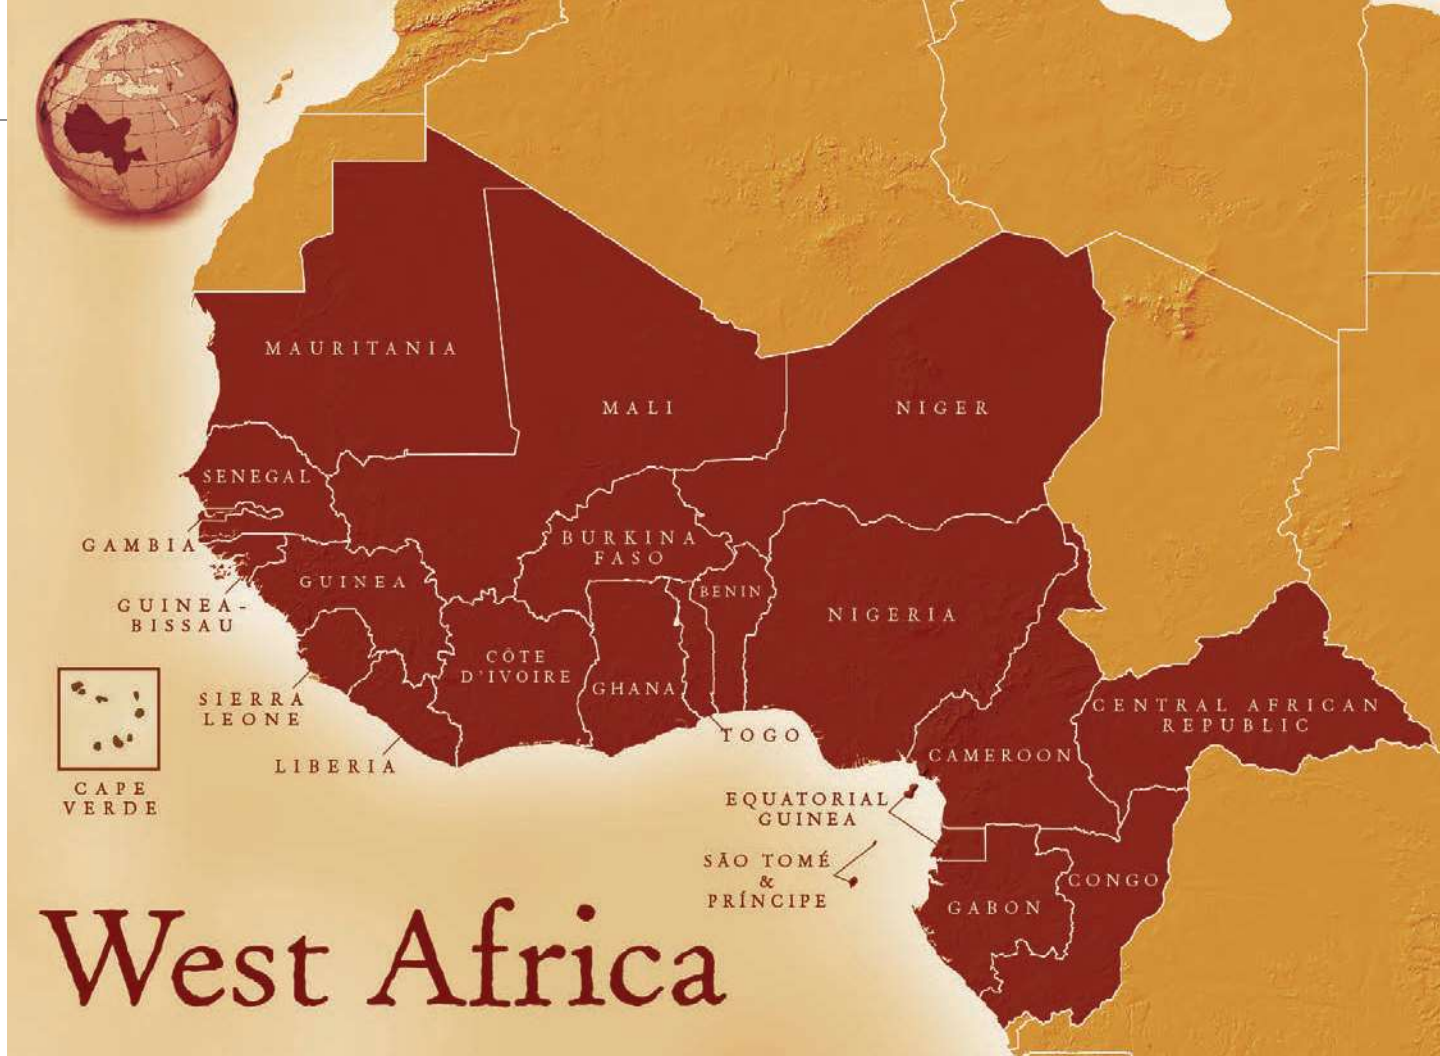 MAURITANIA
MALI
NIGER
SENEGAL
GAMBIA
BURKINA
FASO
GUINEA
BENIN
GUINEA-
BISSAU
NIGERIA
CÔTE
D'IVOIRE
GHANA
SIERRA
LEONE
CENTRAL AFRICAN
REPUBLIC
TOGO
CAMEROON
LIBERIA
CAPE
VERDE
EQUATORIAL
GUINEA
SÃO TOMÉ
&
PRÍNCIPE
CONGO
GABON
West Africa